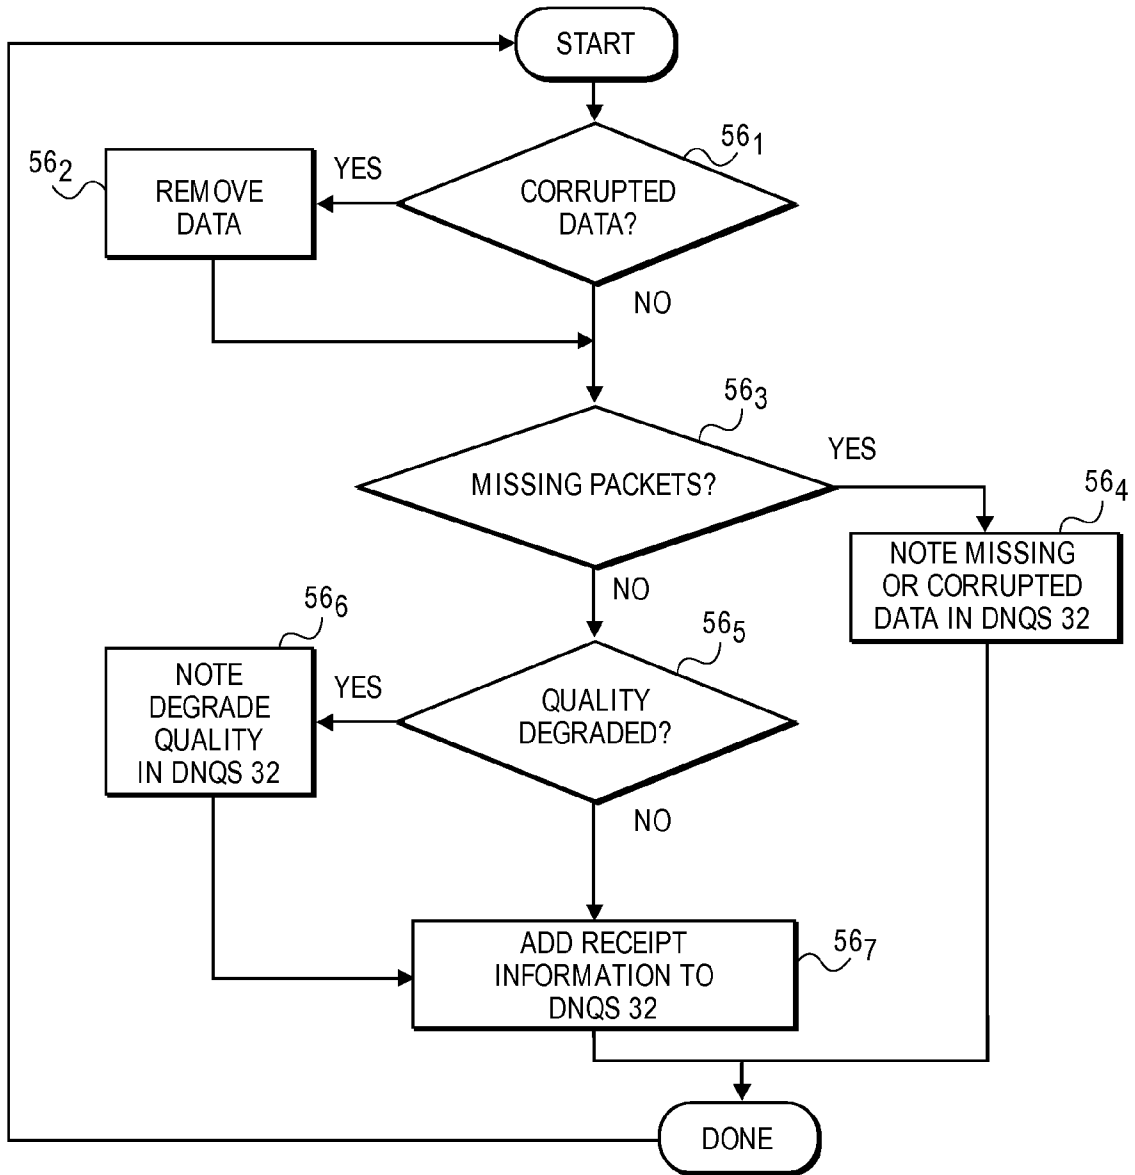 START
56₁
56₂
YES
REMOVE
DATA
CORRUPTED
DATA?
NO
56₃
YES
MISSING PACKETS?
56₄
NOTE MISSING
OR CORRUPTED
DATA IN DNQS 32
NO
56₆
56₅
NOTE
DEGRADE
QUALITY
IN DNQS 32
YES
QUALITY
DEGRADED?
NO
ADD RECEIPT
INFORMATION TO
DNQS 32
56₇
DONE